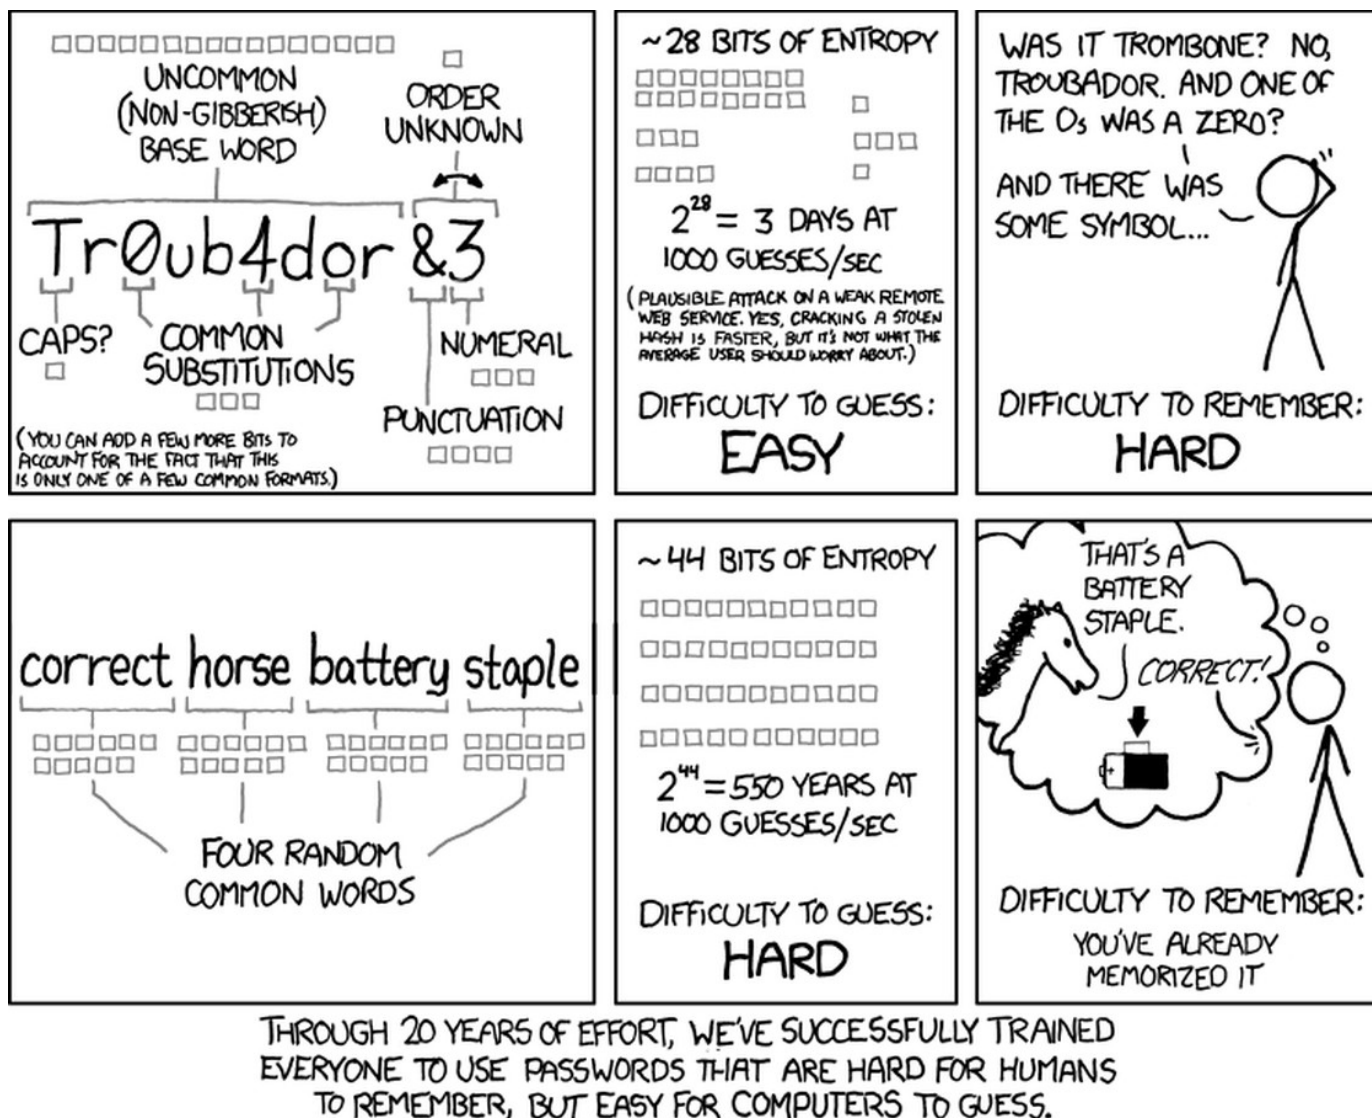 UNCOMMON
(NON-GIBBERISH)
BASE WORD
ORDER
UNKNOWN
Tr0ub4dor &3
CAPS?
COMMON
SUBSTITUTIONS
NUMERAL
PUNCTUATION
(YOU CAN ADD A FEW MORE BITS TO
ACCOUNT FOR THE FACT THAT THIS
IS ONLY ONE OF A FEW COMMON FORMATS.)
~28 BITS OF ENTROPY
2^28 = 3 DAYS AT
1000 GUESSES/SEC
(PLAUSIBLE ATTACK ON A WEAK REMOTE
WEB SERVICE. YES, CRACKING A STOLEN
HASH IS FASTER, BUT IT'S NOT WHAT THE
AVERAGE USER SHOULD WORRY ABOUT.)
DIFFICULTY TO GUESS:
EASY
WAS IT TROMBONE? NO,
TROUBADOR. AND ONE OF
THE Os WAS A ZERO?
AND THERE WAS
SOME SYMBOL...
DIFFICULTY TO REMEMBER:
HARD
correct horse battery staple
FOUR RANDOM
COMMON WORDS
~44 BITS OF ENTROPY
2^44 = 550 YEARS AT
1000 GUESSES/SEC
DIFFICULTY TO GUESS:
HARD
THAT'S A
BATTERY
STAPLE.
CORRECT!
+
DIFFICULTY TO REMEMBER:
YOU'VE ALREADY
MEMORIZED IT
THROUGH 20 YEARS OF EFFORT, WE'VE SUCCESSFULLY TRAINED
EVERYONE TO USE PASSWORDS THAT ARE HARD FOR HUMANS
TO REMEMBER, BUT EASY FOR COMPUTERS TO GUESS.